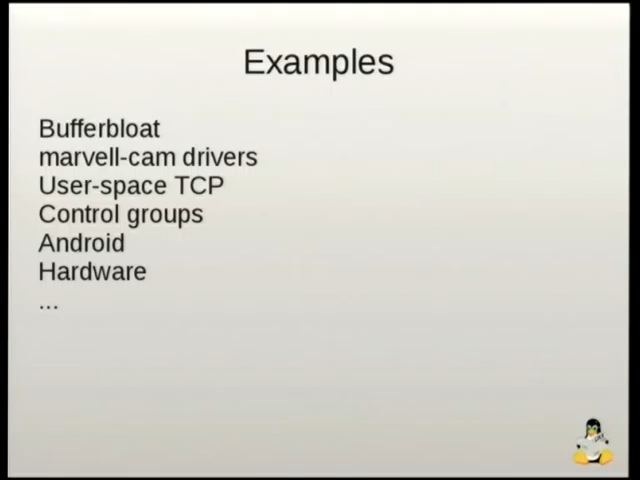 Examples
Bufferbloat
marvell-cam drivers
User-space TCP
Control groups
Android
Hardware
...